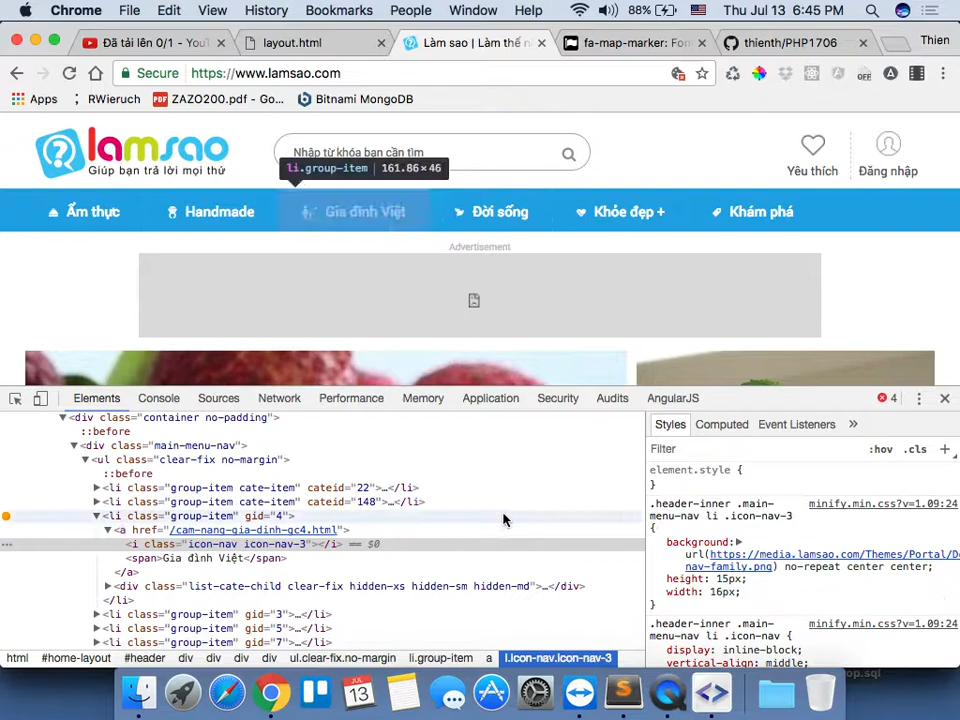 Chrome File Edit View History Bookmarks People Window Help 88% Thu Jul 13 6:45 PM
Đã tải lên 0/1 - You
layout.html
Làm sao | Làm thế n
fa-map-marker: Fon
thienth/PHP1706
Thien
Secure https://www.lamsao.com
OFF
Apps RWieruch PDF ZAZO200.pdf - Go... Bitnami MongoDB
lamsao
Giúp bạn trả lời mọi thứ
Nhập từ khóa bạn cần tìm
Yêu thích
Đăng nhập
li.group-item 161.86×46
Ẩm thực Handmade Gia đình Việt Đời sống Khỏe đẹp + Khám phá
Advertisement
Elements Console Sources Network Performance Memory Application Security Audits AngularJS 4
▼<div class="container no-padding">
::before
▼<div class="main-menu-nav">
▼<ul class="clear-fix no-margin">
::before
▶<li class="group-item cate-item" cateid="22">…</li>
▶<li class="group-item cate-item" cateid="148">…</li>
▼<li class="group-item" gid="4">
▼<a href="/cam-nang-gia-dinh-gc4.html">
<i class="icon-nav icon-nav-3"></i> == $0
<span>Gia đình Việt</span>
</a>
▶<div class="list-cate-child clear-fix hidden-xs hidden-sm hidden-md">…</div>
</li>
▶<li class="group-item" gid="3">…</li>
▶<li class="group-item" gid="5">…</li>
▶<li class="group-item" gid="7">…</li>
html #home-layout #header div div div div ul.clear-fix.no-margin li.group-item a i.icon-nav.icon-nav-3
Styles Computed Event Listeners »
Filter :hov .cls +
element.style {
}
.header-inner .main-menu-nav li .icon-nav-3 minify.min.css?v=1.09:24
{
background:▶
url(https://media.lamsao.com/Themes/Portal/D
nav-family.png) no-repeat center center;
height: 15px;
width: 16px;
}
.header-inner .main-menu-nav li .icon-nav { minify.min.css?v=1.09:24
display: inline-block;
vertical-align: middle;
JUL
13
op.sql